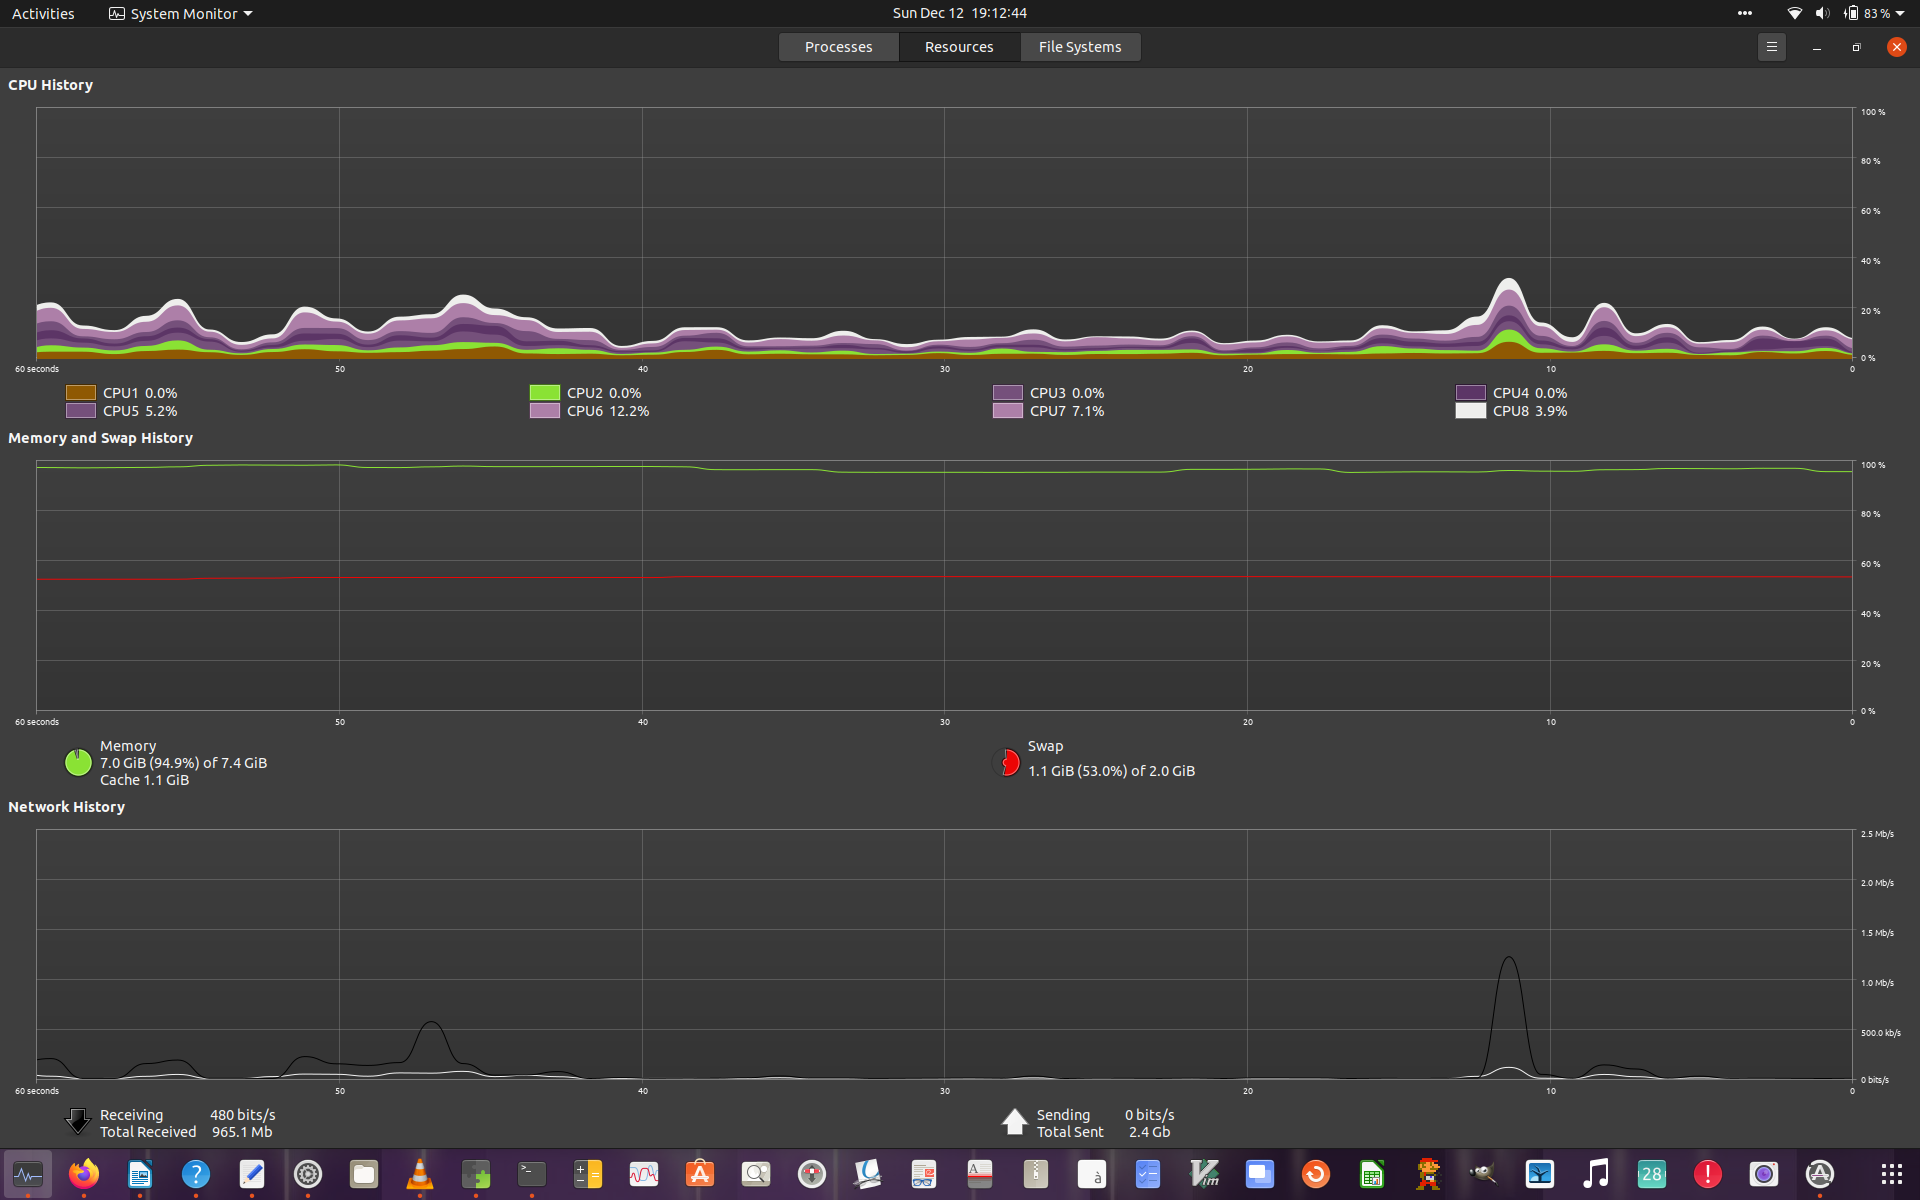 Activities System Monitor Sun Dec 12 19:12:44 83 %
Processes Resources File Systems
CPU History
100 %
80 %
60 %
40 %
20 %
0 %
60 seconds 50 40 30 20 10 0
CPU1 0.0% CPU2 0.0% CPU3 0.0% CPU4 0.0%
CPU5 5.2% CPU6 12.2% CPU7 7.1% CPU8 3.9%
Memory and Swap History
100 %
80 %
60 %
40 %
20 %
0 %
60 seconds 50 40 30 20 10 0
Memory
7.0 GiB (94.9%) of 7.4 GiB
Cache 1.1 GiB
Swap
1.1 GiB (53.0%) of 2.0 GiB
Network History
2.5 Mb/s
2.0 Mb/s
1.5 Mb/s
1.0 Mb/s
500.0 kb/s
0 bits/s
60 seconds 50 40 30 20 10 0
Receiving 480 bits/s
Total Received 965.1 Mb
Sending 0 bits/s
Total Sent 2.4 Gb
? >_ A à Vim 28 !